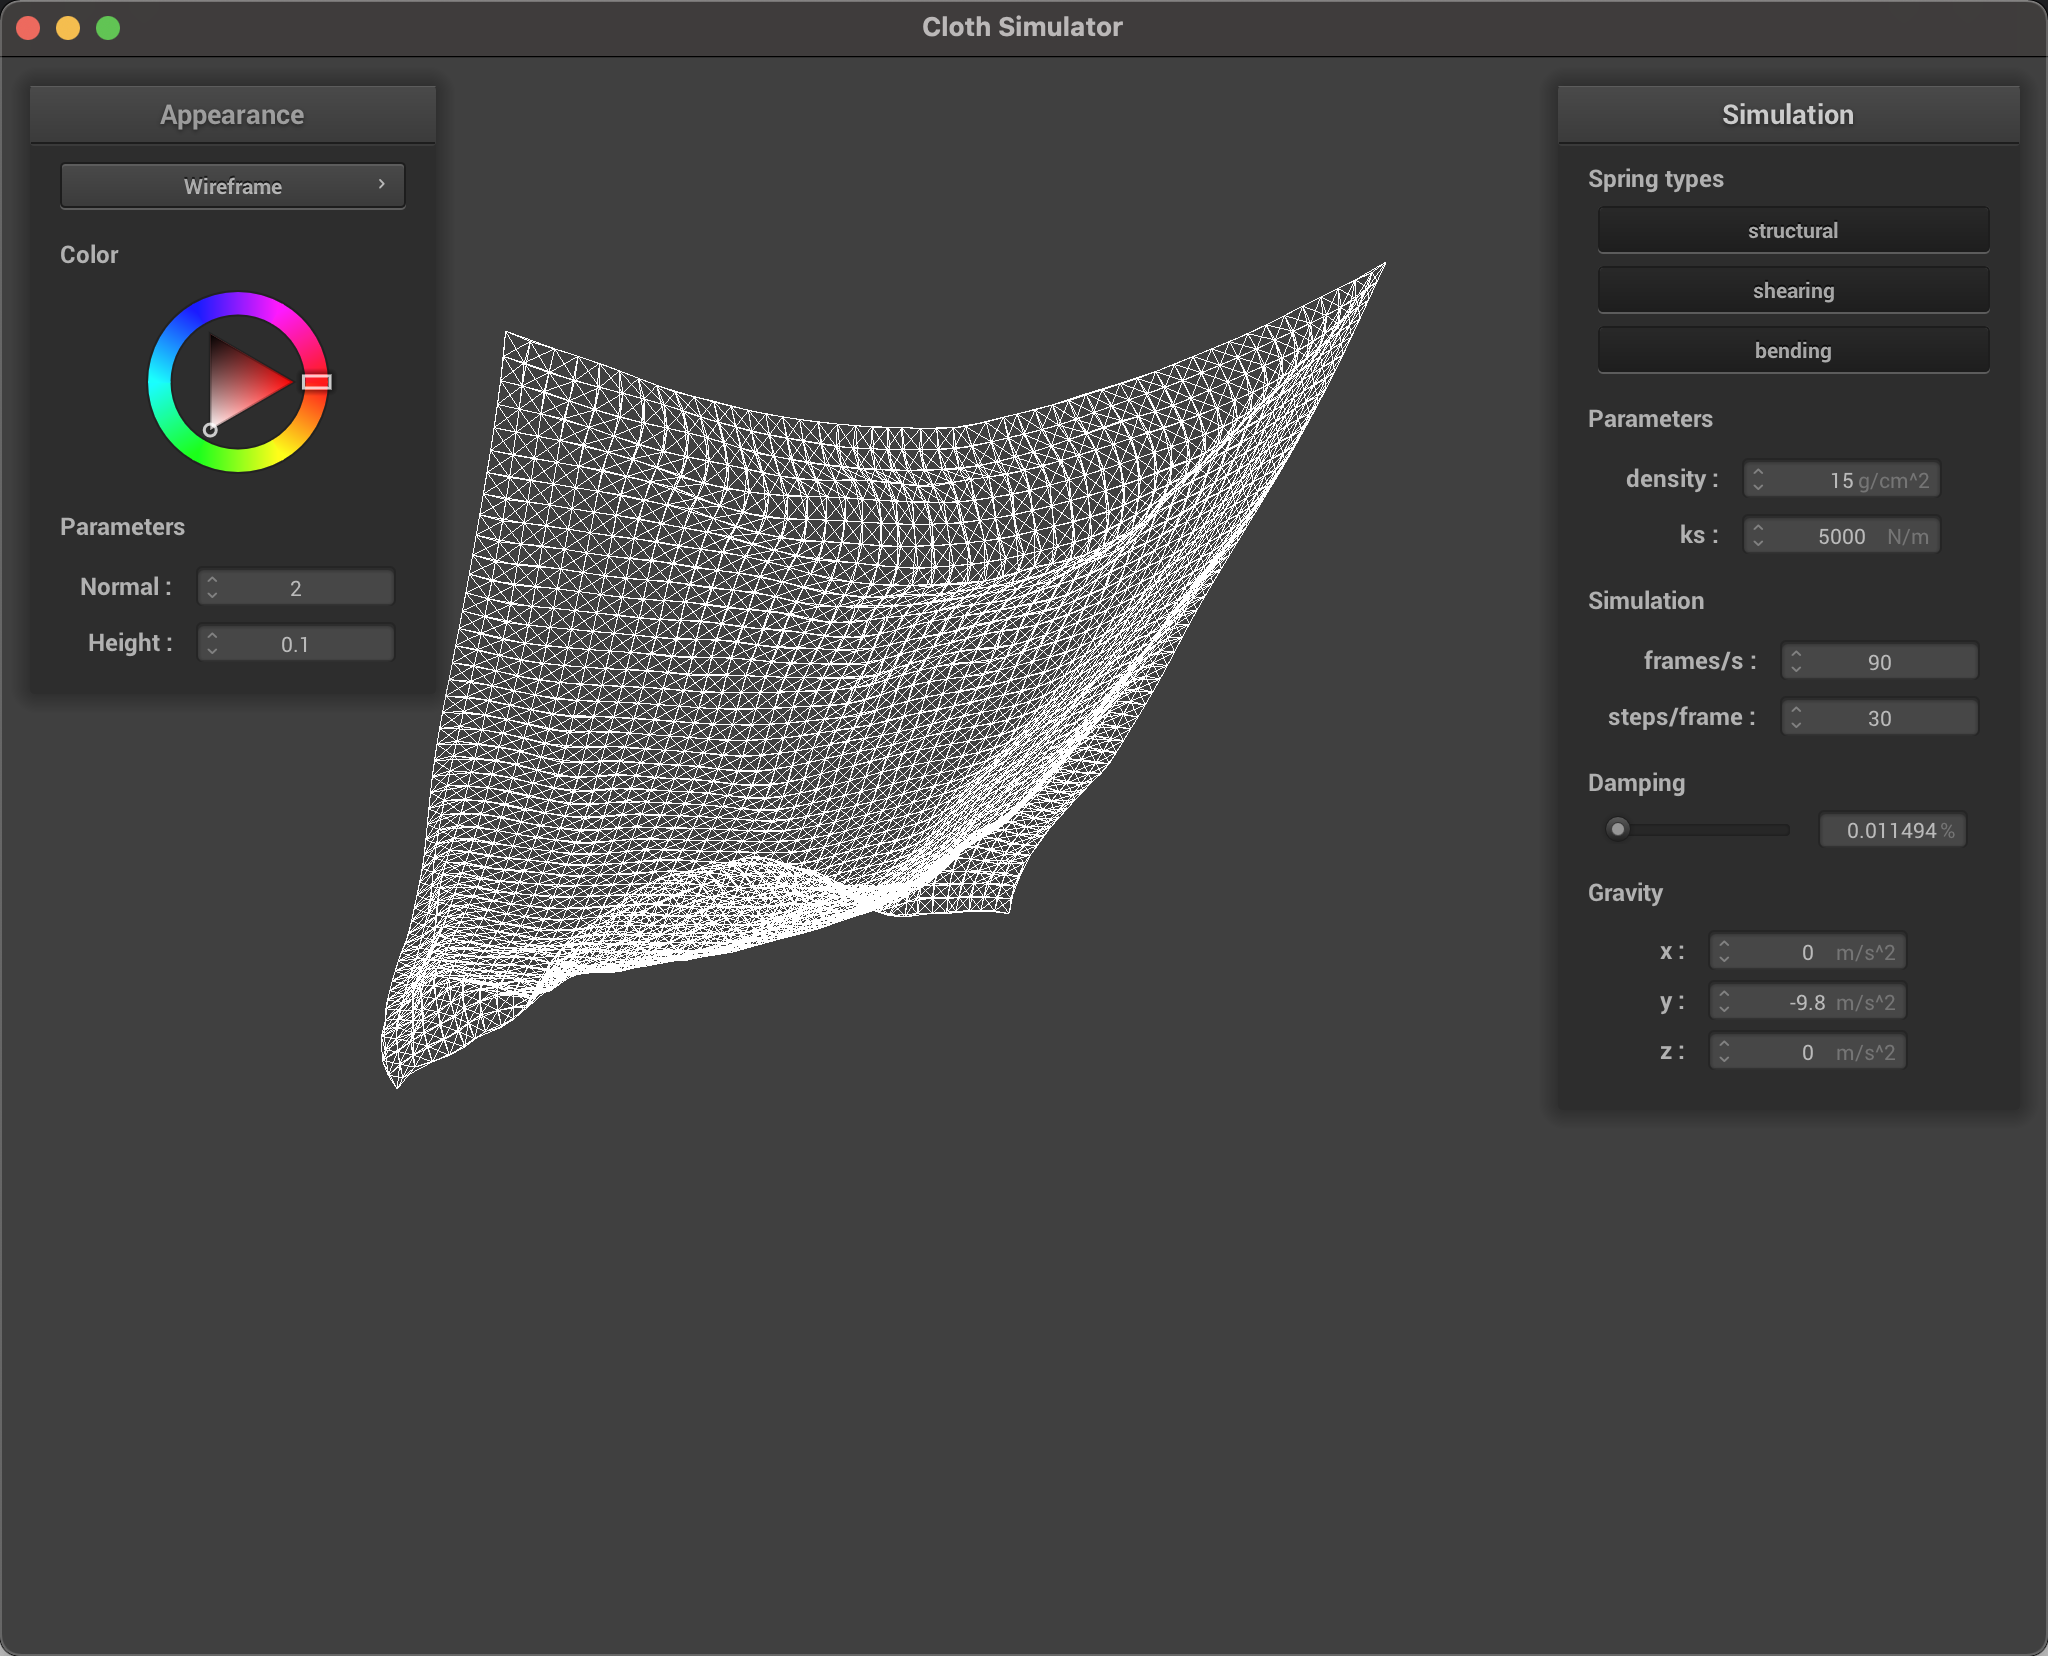 Cloth Simulator
Appearance
Wireframe
Color
Parameters
Normal : 2
Height : 0.1
Simulation
Spring types
structural
shearing
bending
Parameters
density : 15 g/cm^2
ks : 5000 N/m
Simulation
frames/s : 90
steps/frame : 30
Damping
0.011494 %
Gravity
x : 0 m/s^2
y : -9.8 m/s^2
z : 0 m/s^2